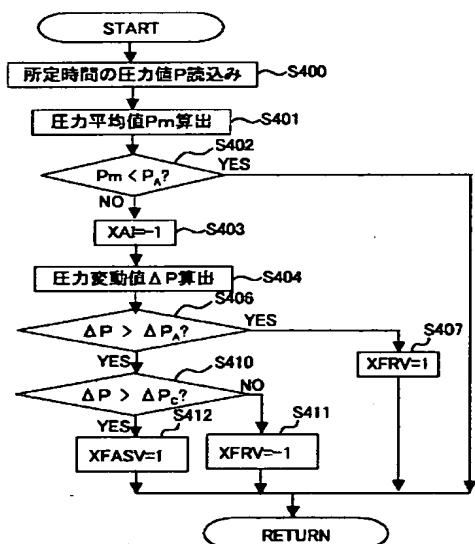 START
所定時間の圧力値P読込み
S400
圧力平均値Pm算出
S401
S402
Pm < PA?
YES
NO
XAI=-1
S403
圧力変動値ΔP算出
S404
S406
ΔP > ΔPA?
YES
S407
XFRV=1
YES
S410
ΔP > ΔPC?
NO
YES
S412
S411
XFASV=1
XFRV=-1
RETURN